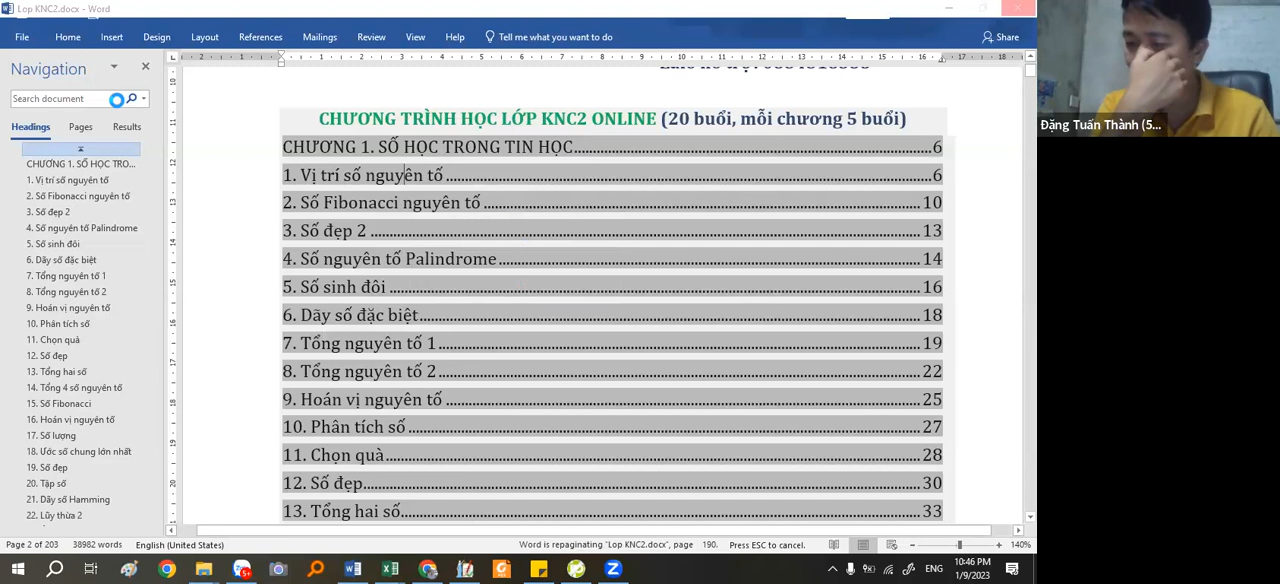 Lop KNC2.docx - Word
File Home Insert Design Layout References Mailings Review View Help Tell me what you want to do Share
Navigation
Search document
Headings Pages Results
CHƯƠNG 1. SỐ HỌC TRO...
1. Vị trí số nguyên tố
2. Số Fibonacci nguyên tố
3. Số đẹp 2
4. Số nguyên tố Palindrome
5. Số sinh đôi
6. Dãy số đặc biệt
7. Tổng nguyên tố 1
8. Tổng nguyên tố 2
9. Hoán vị nguyên tố
10. Phân tích số
11. Chọn quà
12. Số đẹp
13. Tổng hai số
14. Tổng 4 số nguyên tố
15. Số Fibonacci
16. Hoán vị nguyên tố
17. Số lượng
18. Ước số chung lớn nhất
19. Số đẹp
20. Tập số
21. Dãy số Hamming
22. Lũy thừa 2
CHƯƠNG TRÌNH HỌC LỚP KNC2 ONLINE (20 buổi, mỗi chương 5 buổi)
CHƯƠNG 1. SỐ HỌC TRONG TIN HỌC 6
1. Vị trí số nguyên tố 6
2. Số Fibonacci nguyên tố 10
3. Số đẹp 2 13
4. Số nguyên tố Palindrome 14
5. Số sinh đôi 16
6. Dãy số đặc biệt 18
7. Tổng nguyên tố 1 19
8. Tổng nguyên tố 2 22
9. Hoán vị nguyên tố 25
10. Phân tích số 27
11. Chọn quà 28
12. Số đẹp 30
13. Tổng hai số 33
Đặng Tuấn Thành (5...
Page 2 of 203 38982 words English (United States) Word is repaginating "Lop KNC2.docx", page 190. Press ESC to cancel. 140%
ENG 10:46 PM
1/9/2023